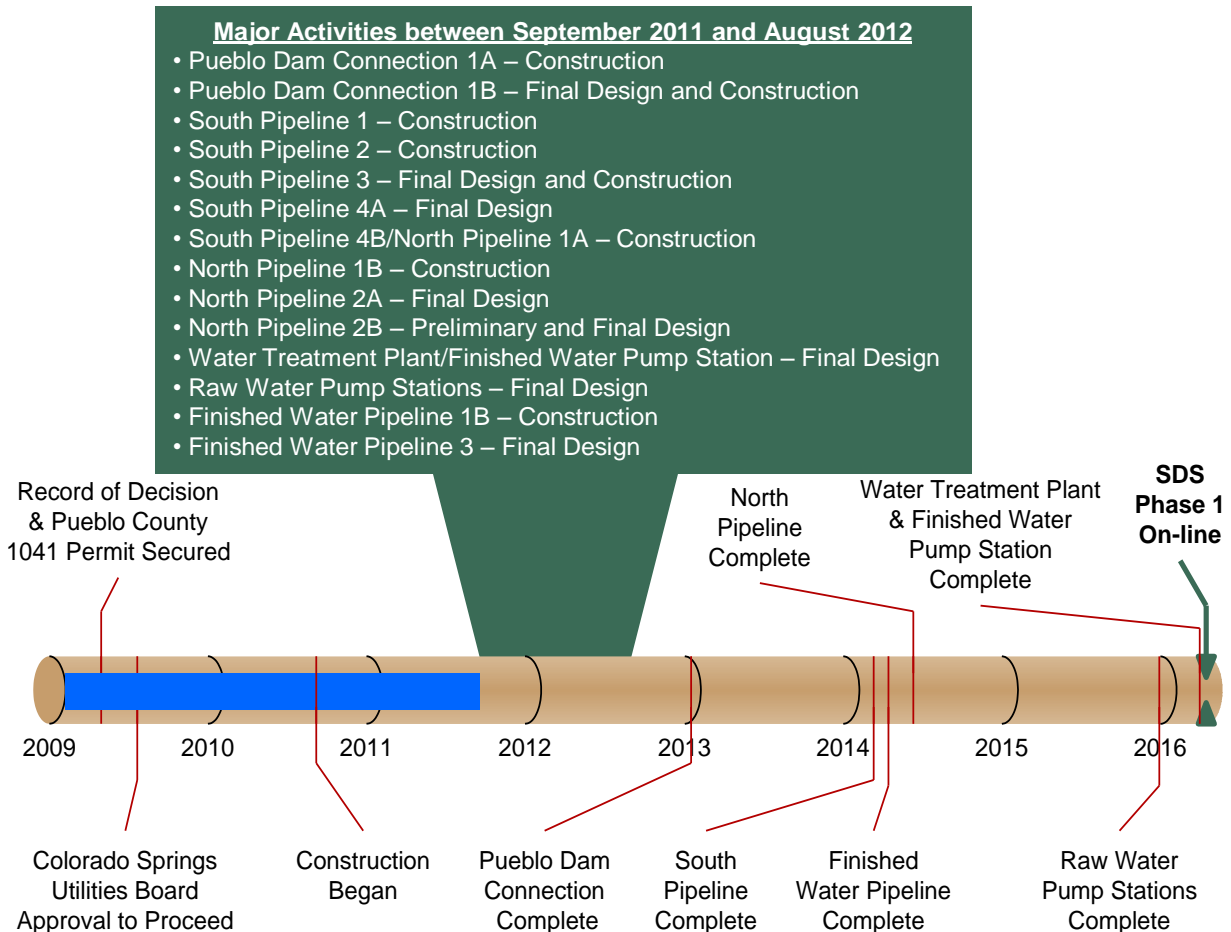 Major Activities between September 2011 and August 2012
• Pueblo Dam Connection 1A – Construction
• Pueblo Dam Connection 1B – Final Design and Construction
• South Pipeline 1 – Construction
• South Pipeline 2 – Construction
• South Pipeline 3 – Final Design and Construction
• South Pipeline 4A – Final Design
• South Pipeline 4B/North Pipeline 1A – Construction
• North Pipeline 1B – Construction
• North Pipeline 2A – Final Design
• North Pipeline 2B – Preliminary and Final Design
• Water Treatment Plant/Finished Water Pump Station – Final Design
• Raw Water Pump Stations – Final Design
• Finished Water Pipeline 1B – Construction
• Finished Water Pipeline 3 – Final Design
Record of Decision
& Pueblo County
1041 Permit Secured
North
Pipeline
Complete
Water Treatment Plant
& Finished Water
Pump Station
Complete
SDS
Phase 1
On-line
2009
2010
2011
2012
2013
2014
2015
2016
Colorado Springs
Utilities Board
Approval to Proceed
Construction
Began
Pueblo Dam
Connection
Complete
South
Pipeline
Complete
Finished
Water Pipeline
Complete
Raw Water
Pump Stations
Complete